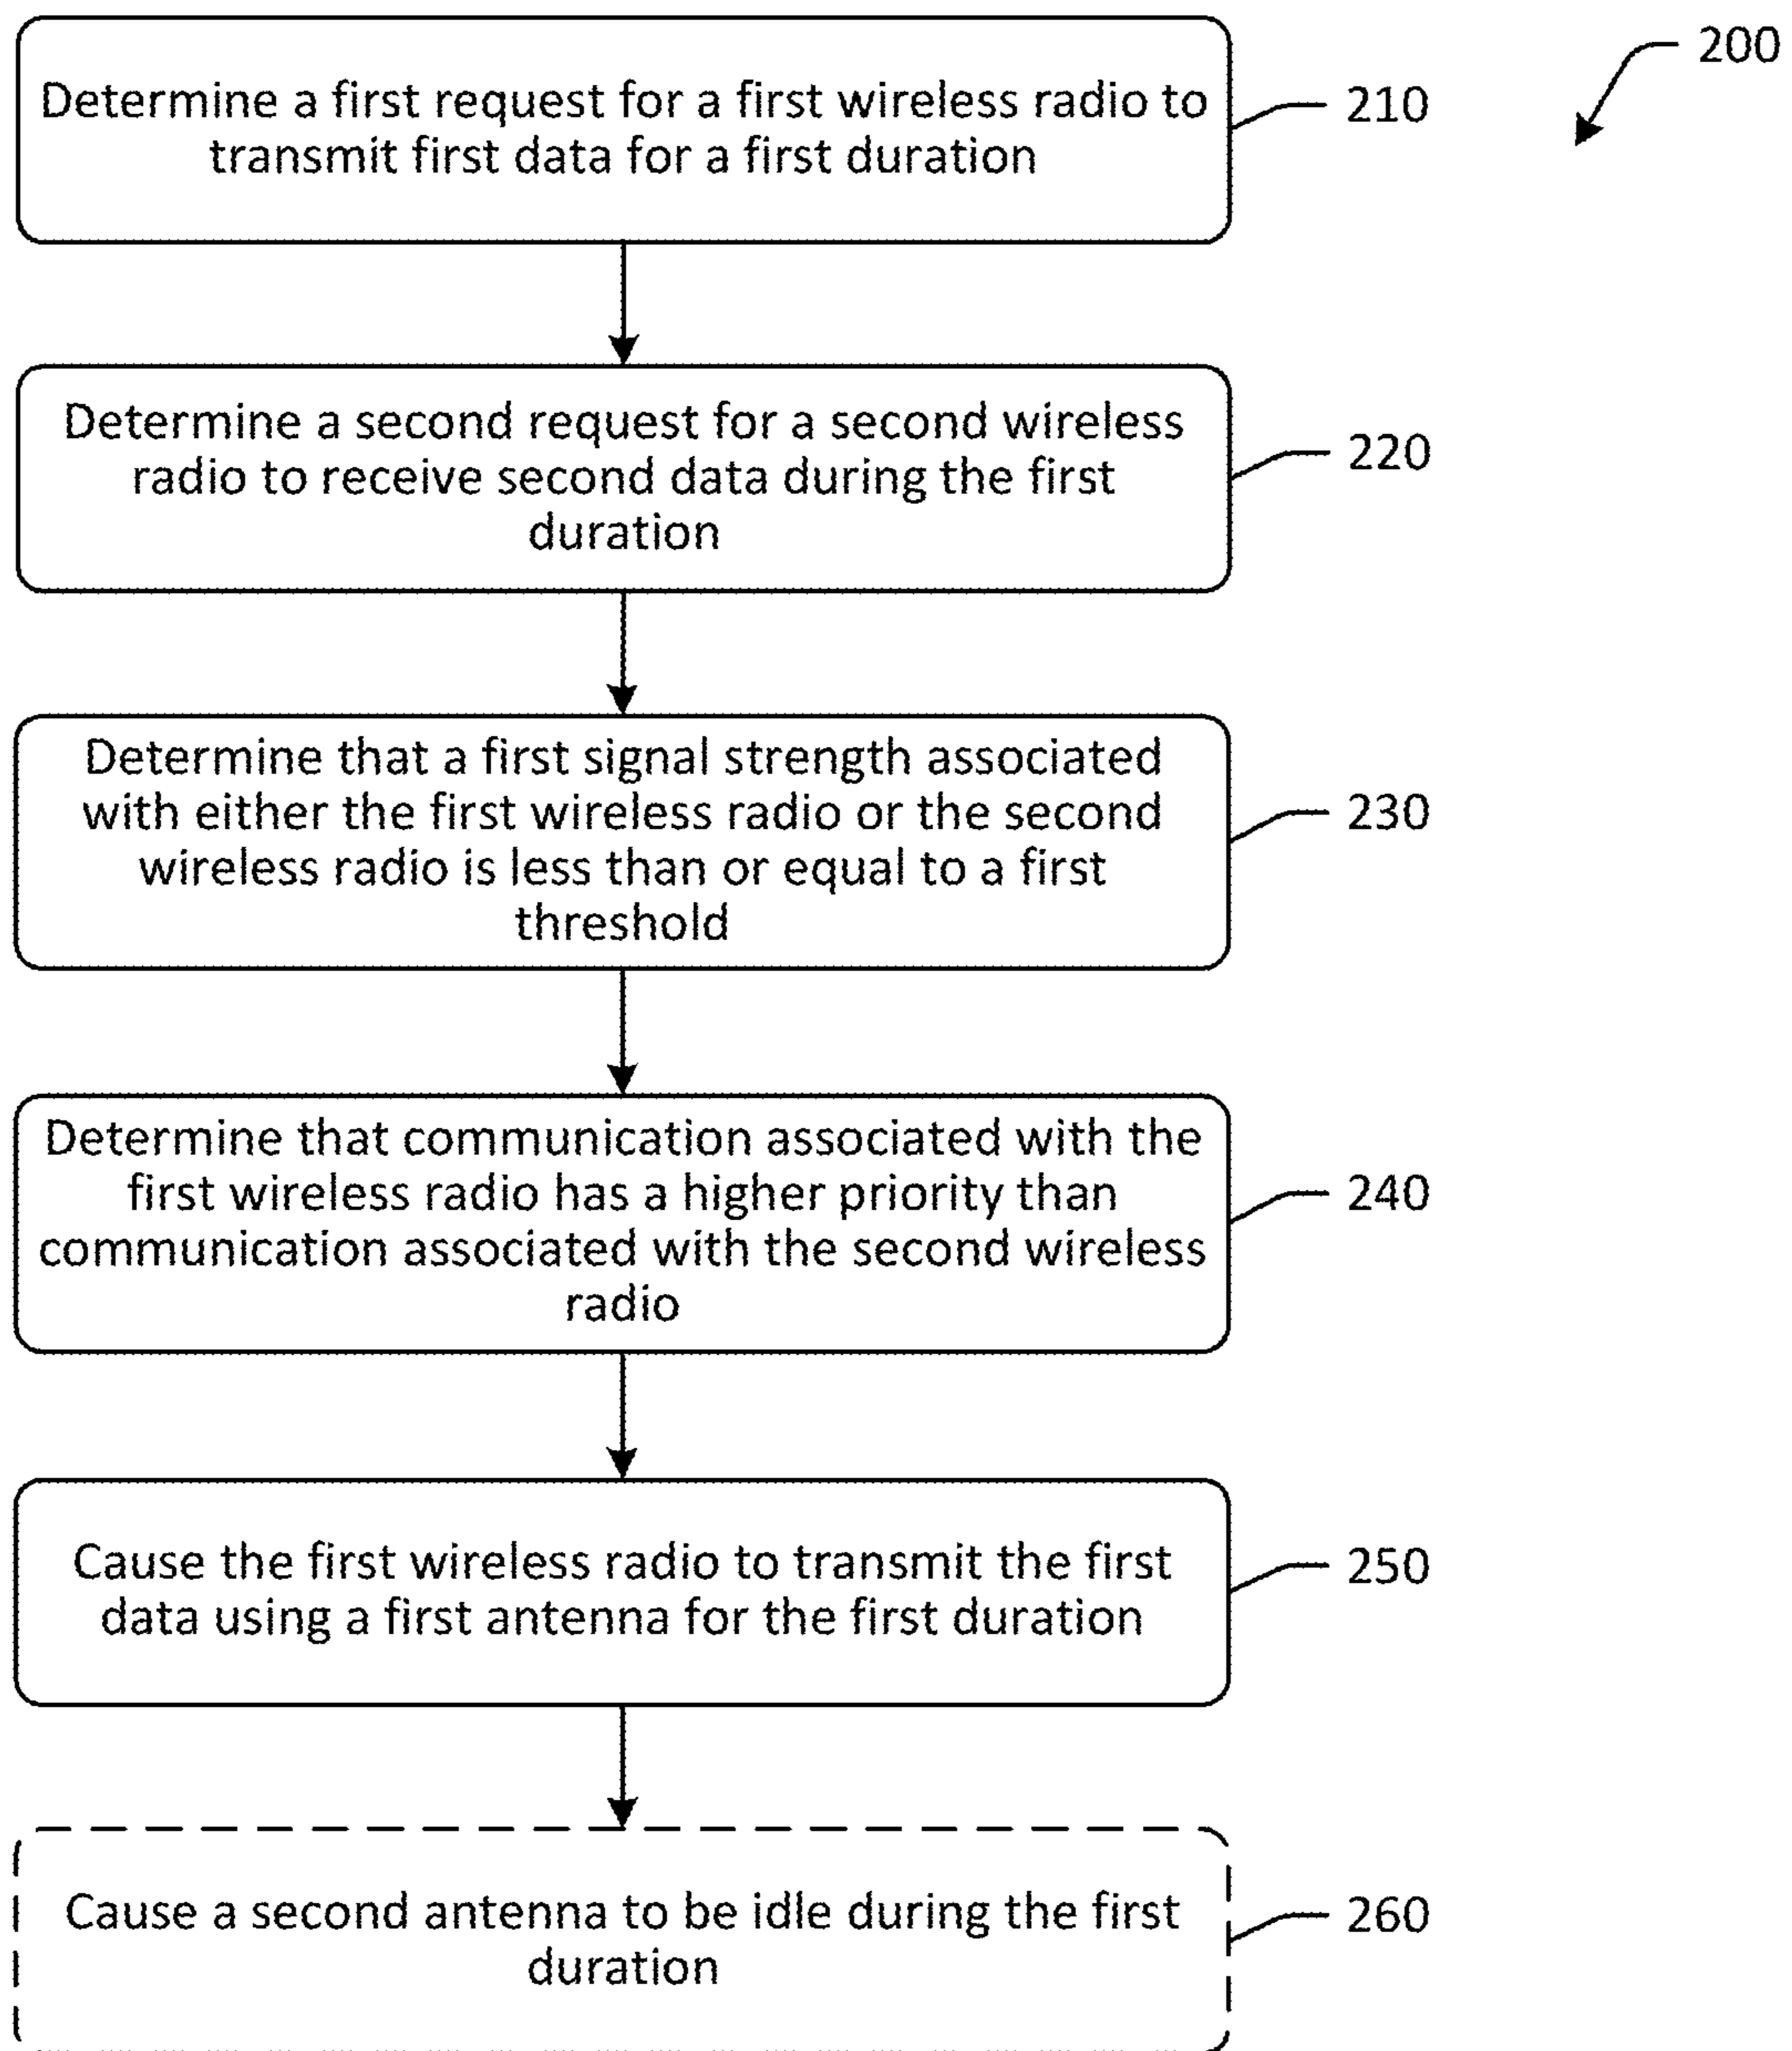 200
Determine a first request for a first wireless radio to
transmit first data for a first duration
210
Determine a second request for a second wireless
radio to receive second data during the first
duration
220
Determine that a first signal strength associated
with either the first wireless radio or the second
wireless radio is less than or equal to a first
threshold
230
Determine that communication associated with the
first wireless radio has a higher priority than
communication associated with the second wireless
radio
240
Cause the first wireless radio to transmit the first
data using a first antenna for the first duration
250
Cause a second antenna to be idle during the first
duration
260